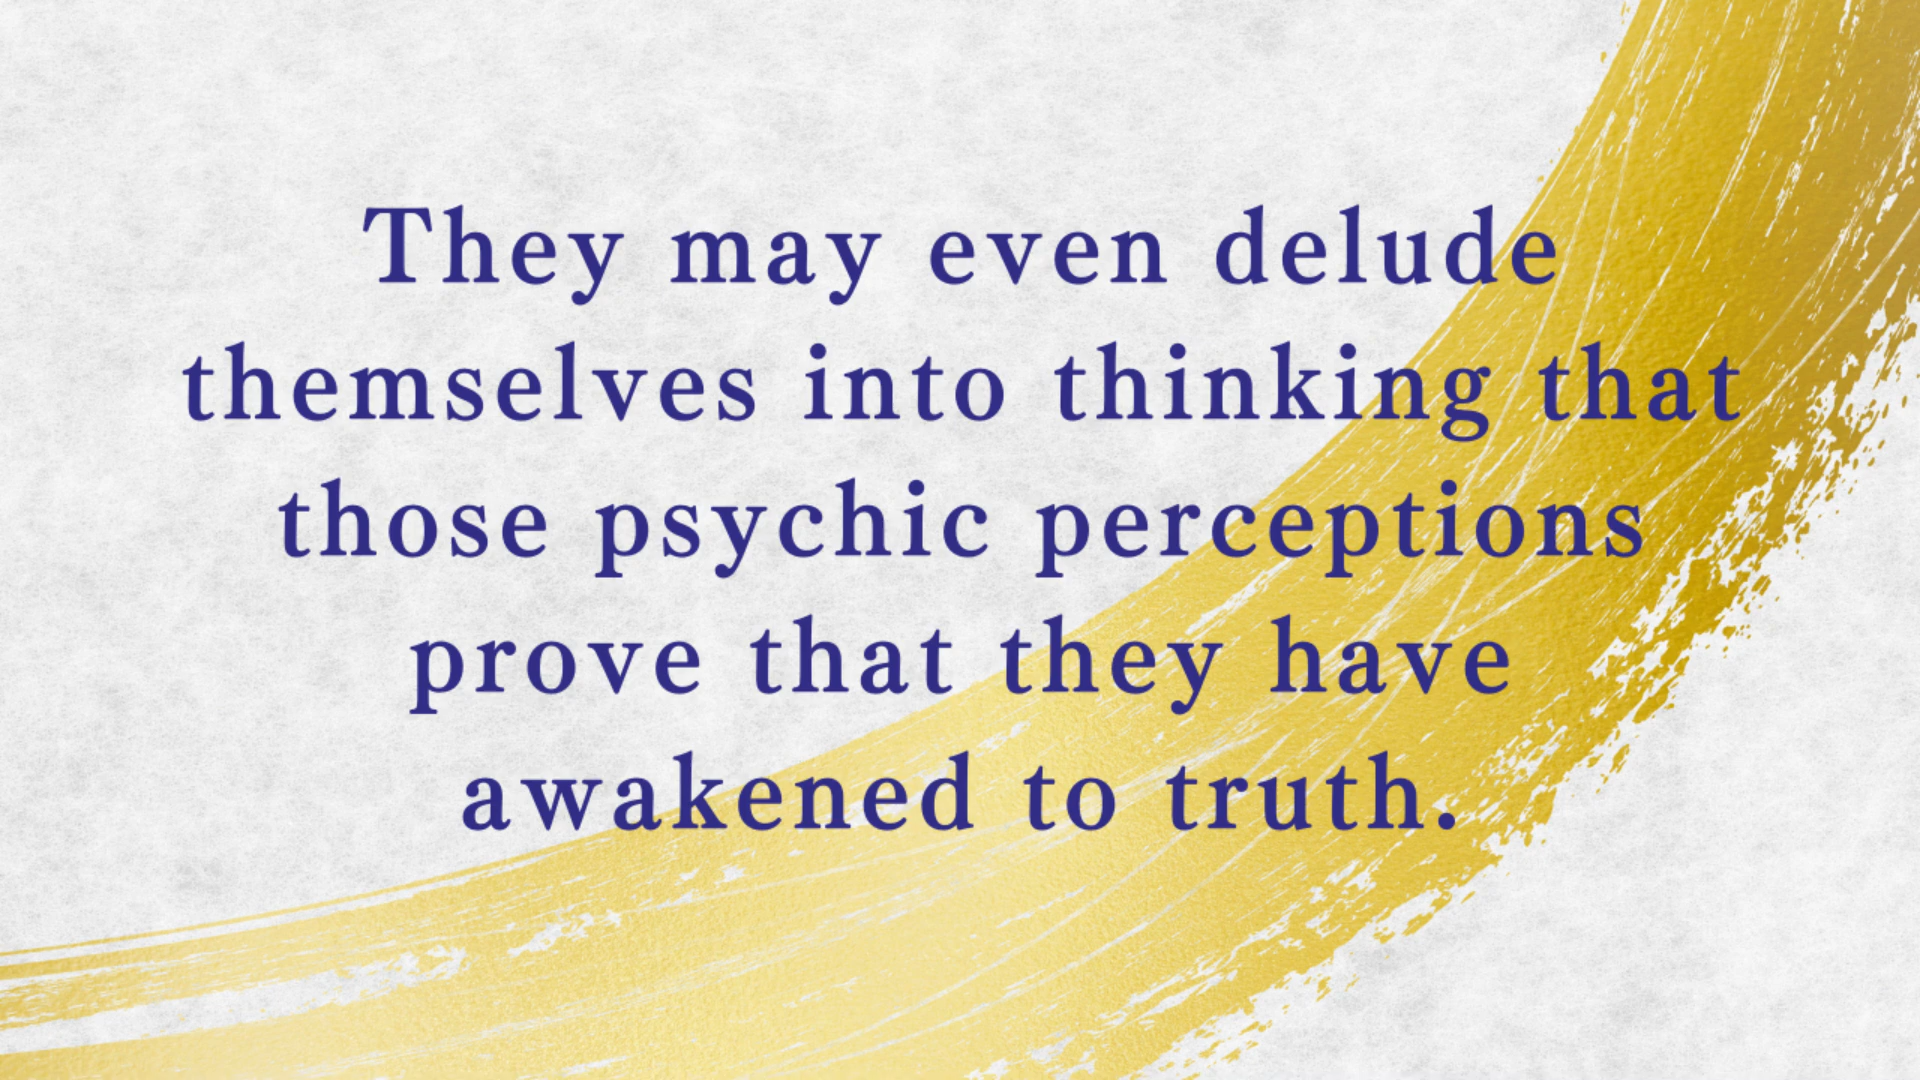 They may even delude
themselves into thinking that
those psychic perceptions
prove that they have
awakened to truth.